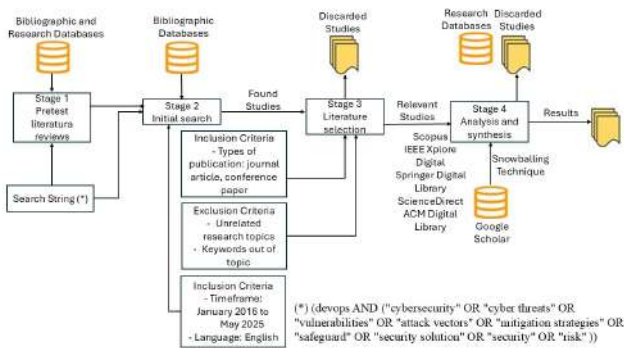 Bibliographic and
Research Databases
Bibliographic
Databases
Discarded
Studies
Research
Databases
Discarded
Studies
Stage 1
Pretest
literatura
reviews
Stage 2
Initial search
Found
Studies
Stage 3
Literature
selection
Relevant
Studies
Stage 4
Analysis and
synthesis
Results
Search String (*)
Inclusion Criteria
- Types of
publication: journal
article, conference
paper
Scopus
IEEE Xplore
Digital
Springer Digital
Library
ScienceDirect
ACM Digital
Library
Snowballing
Technique
Google
Scholar
Exclusion Criteria
- Unrelated
research topics
- Keywords out of
topic
Inclusion Criteria
- Timeframe:
January 2016 to
May 2025
- Language: English
(*) (devops AND ("cybersecurity" OR "cyber threats" OR
"vulnerabilities" OR "attack vectors" OR "mitigation strategies" OR
"safeguard" OR "security solution" OR "security" OR "risk" ))